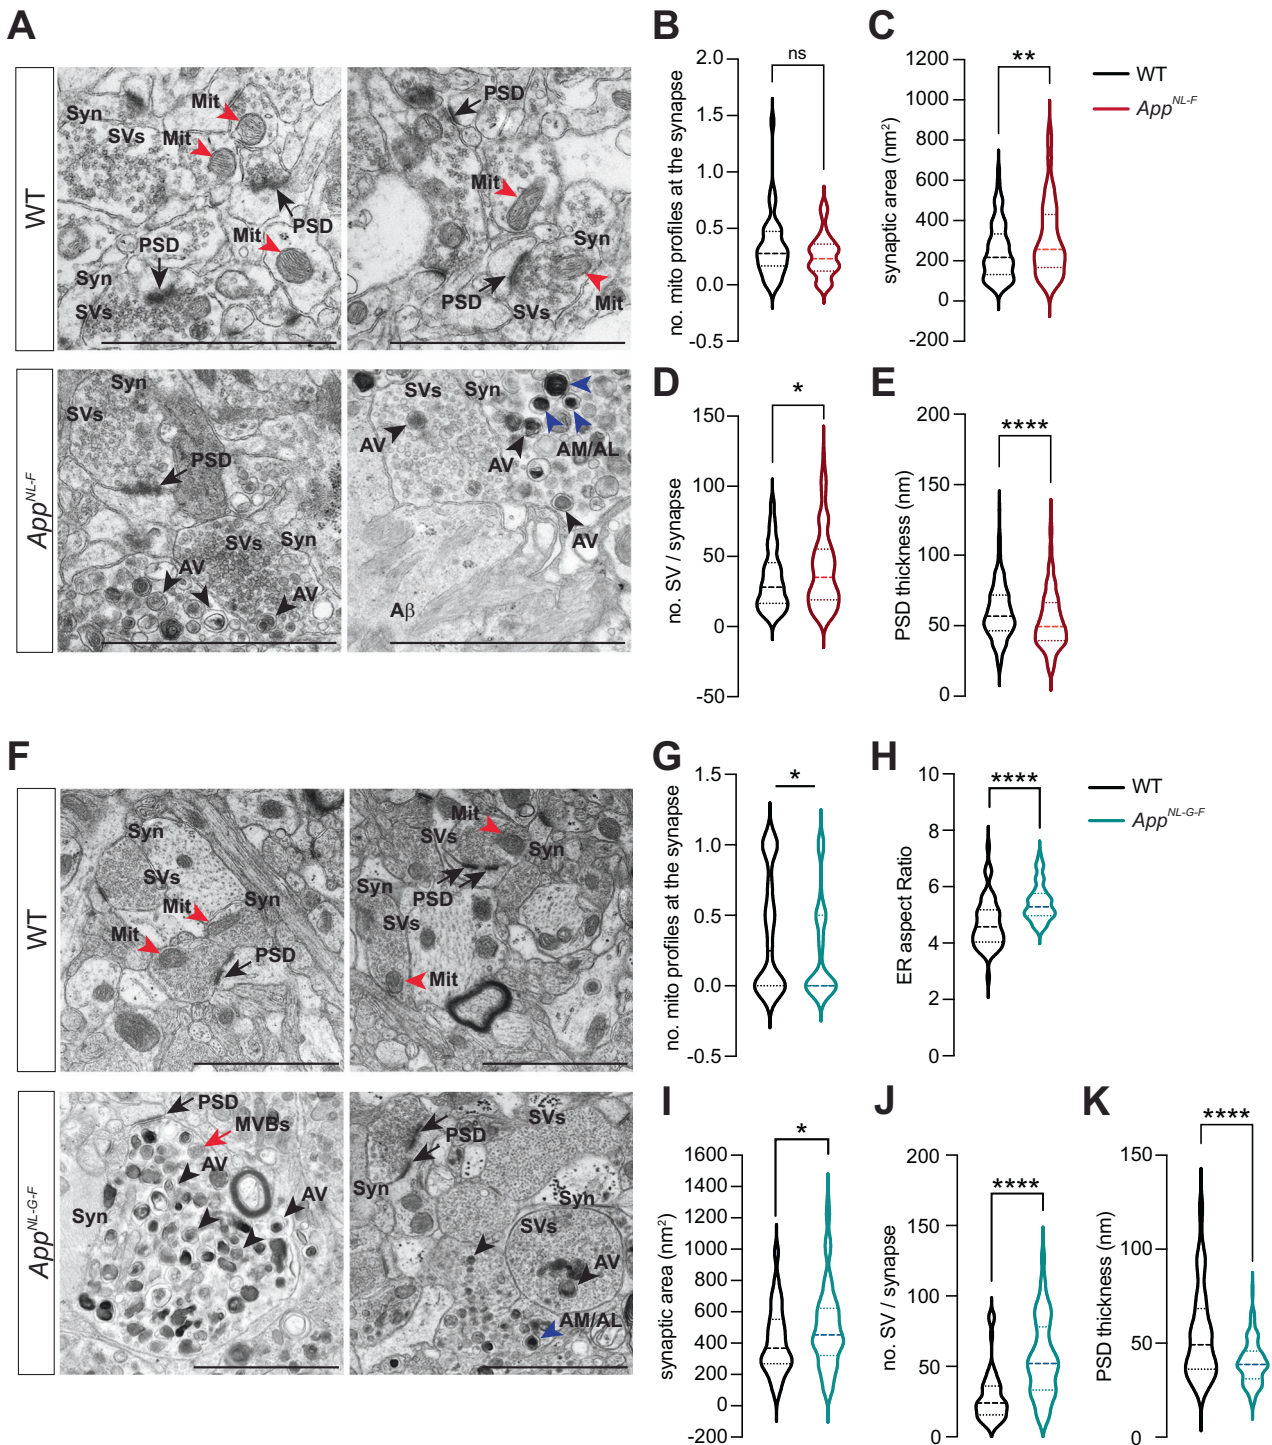 A
WT
Syn
SVs
Mit
Mit
PSD
Mit
PSD
Syn
SVs
PSD
Mit
Syn
PSD
SVs
Mit
App^NL-F
Syn
SVs
PSD
SVs
Syn
AV
AV
SVs
Syn
AV
AV
AM/AL
AV
Aβ
B
no. mito profiles at the synapse
2.0
1.5
1.0
0.5
0.0
-0.5
ns
C
synaptic area (nm²)
1200
1000
800
600
400
200
0
-200
**
WT
App^NL-F
D
no. SV / synapse
150
100
50
0
-50
*
E
PSD thickness (nm)
200
150
100
50
0
****
F
WT
Syn
SVs
Mit
Syn
Mit
PSD
Mit
SVs
Syn
PSD
Syn
SVs
Mit
App^NL-G-F
PSD
MVBs
AV
AV
Syn
SVs
PSD
Syn
Syn
SVs
AV
AM/AL
G
no. mito profiles at the synapse
1.5
1.0
0.5
0.0
-0.5
*
H
ER aspect Ratio
10
8
6
4
2
0
****
WT
App^NL-G-F
I
synaptic area (nm²)
1600
1400
1200
1000
800
600
400
200
0
-200
*
J
no. SV / synapse
200
150
100
50
0
****
K
PSD thickness (nm)
150
100
50
0
****